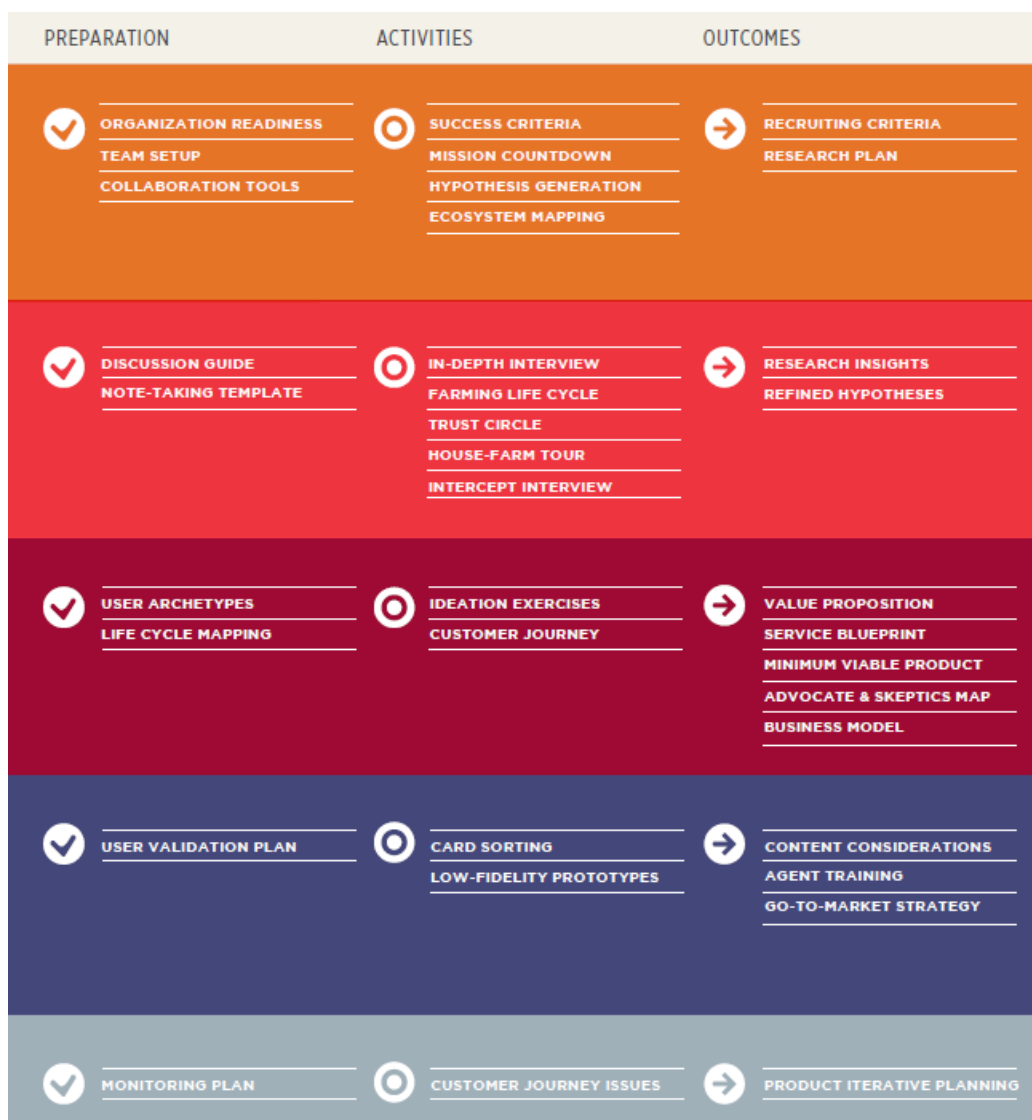 PREPARATION
ACTIVITIES
OUTCOMES
ORGANIZATION READINESS
TEAM SETUP
COLLABORATION TOOLS
SUCCESS CRITERIA
MISSION COUNTDOWN
HYPOTHESIS GENERATION
ECOSYSTEM MAPPING
RECRUITING CRITERIA
RESEARCH PLAN
DISCUSSION GUIDE
NOTE-TAKING TEMPLATE
IN-DEPTH INTERVIEW
FARMING LIFE CYCLE
TRUST CIRCLE
HOUSE-FARM TOUR
INTERCEPT INTERVIEW
RESEARCH INSIGHTS
REFINED HYPOTHESES
USER ARCHETYPES
LIFE CYCLE MAPPING
IDEATION EXERCISES
CUSTOMER JOURNEY
VALUE PROPOSITION
SERVICE BLUEPRINT
MINIMUM VIABLE PRODUCT
ADVOCATE & SKEPTICS MAP
BUSINESS MODEL
USER VALIDATION PLAN
CARD SORTING
LOW-FIDELITY PROTOTYPES
CONTENT CONSIDERATIONS
AGENT TRAINING
GO-TO-MARKET STRATEGY
MONITORING PLAN
CUSTOMER JOURNEY ISSUES
PRODUCT ITERATIVE PLANNING